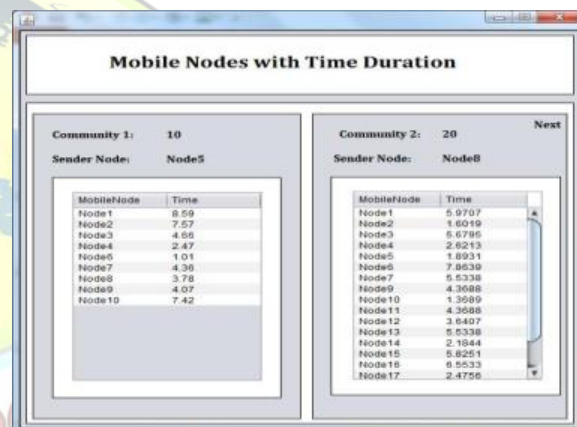 Mobile Nodes with Time Duration
Community 1: 10
Sender Node: Node5
MobileNode Time
Node1 8.59
Node2 7.57
Node3 4.66
Node4 2.47
Node6 1.01
Node7 4.36
Node8 3.78
Node9 4.07
Node10 7.42
Next
Community 2: 20
Sender Node: Node8
MobileNode Time
Node1 5.9707
Node2 1.6019
Node3 5.6795
Node4 2.6213
Node5 1.8931
Node6 7.8639
Node7 5.5338
Node9 4.3688
Node10 1.3689
Node11 4.3688
Node12 3.6407
Node13 5.5338
Node14 2.1844
Node15 5.8251
Node16 6.5533
Node17 2.4756